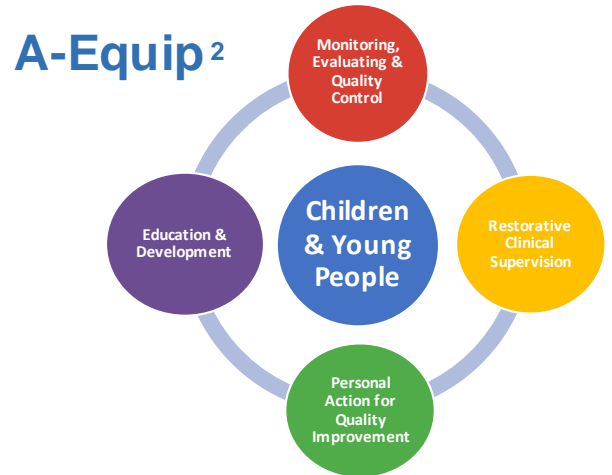 A-Equip ²
Monitoring,
Evaluating &
Quality
Control
Education &
Development
Children
& Young
People
Restorative
Clinical
Supervision
Personal
Action for
Quality
Improvement